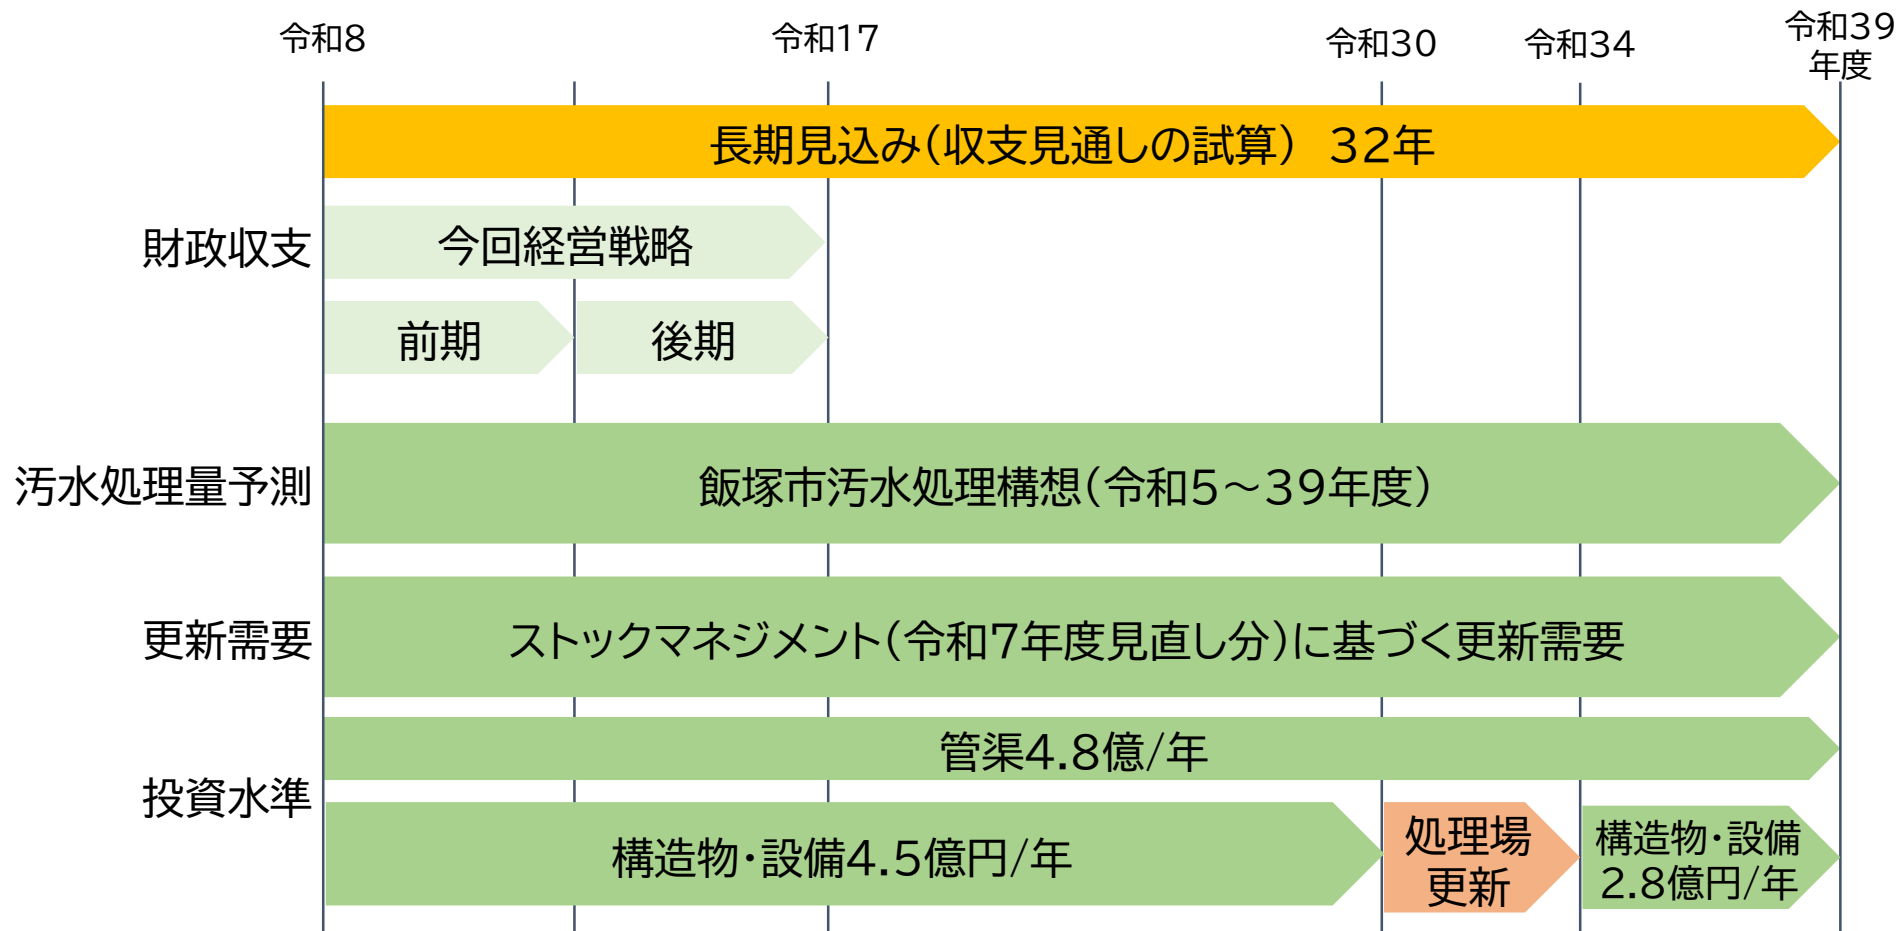 令和8
令和17
令和30
令和34
令和39
年度
長期見込み(収支見通しの試算) 32年
財政収支
今回経営戦略
前期
後期
汚水処理量予測
飯塚市汚水処理構想(令和5~39年度)
更新需要
ストックマネジメント(令和7年度見直し分)に基づく更新需要
投資水準
管渠4.8億/年
構造物・設備4.5億円/年
処理場
更新
構造物・設備
2.8億円/年